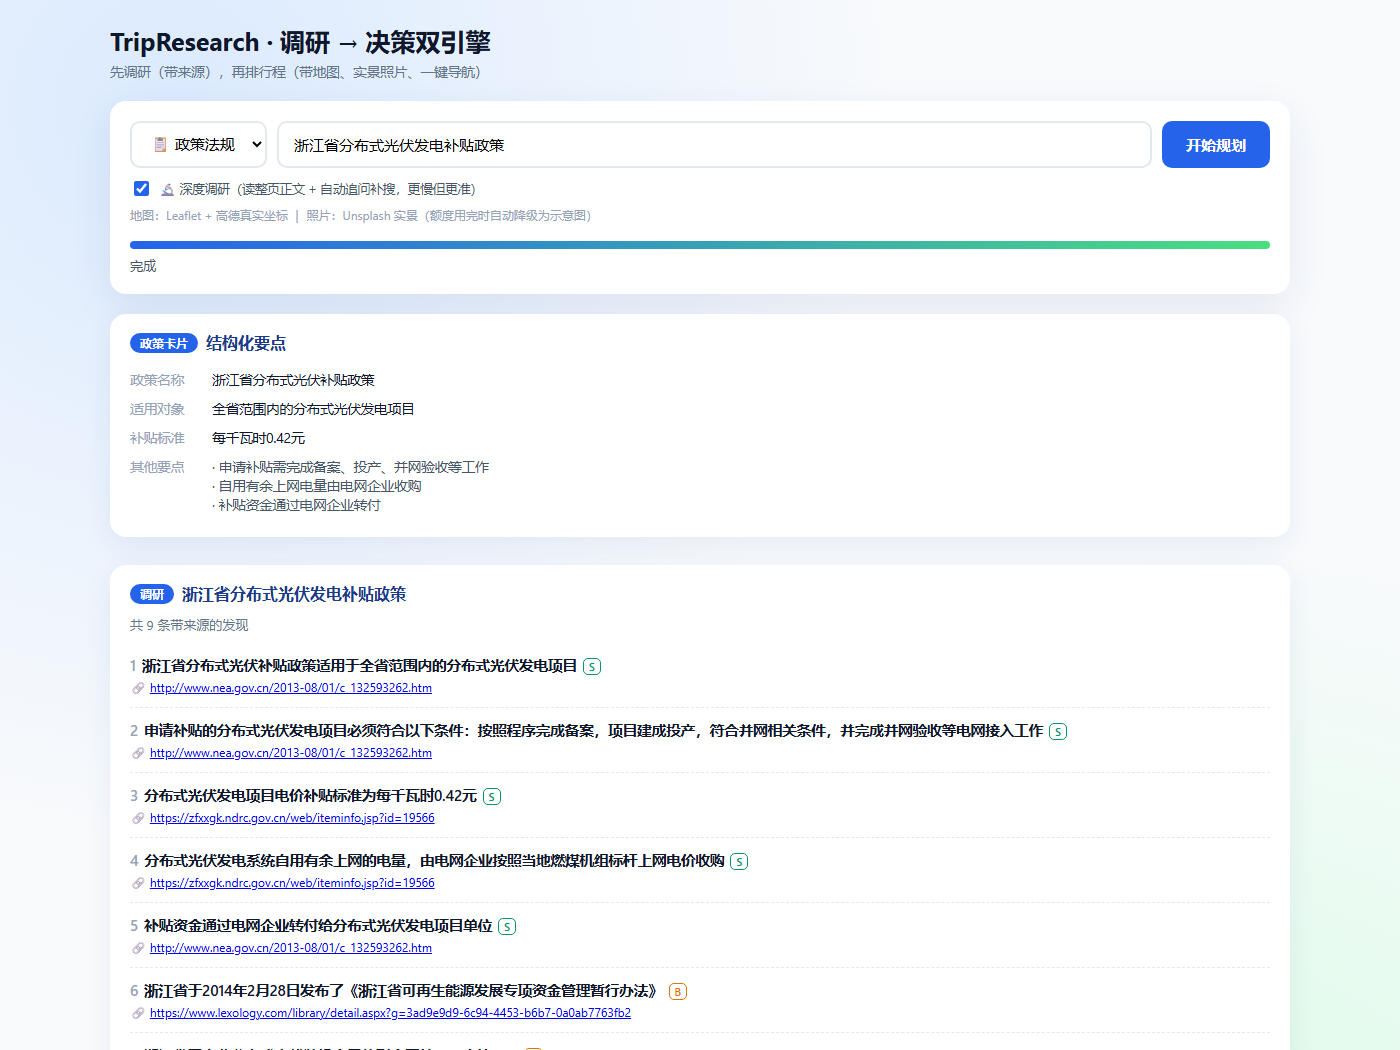 TripResearch · 调研 → 决策双引擎
先调研（带来源），再排行程（带地图、实景照片、一键导航）
政策法规
浙江省分布式光伏发电补贴政策
开始规划
深度调研（读整页正文 + 自动追问补搜，更慢但更准）
地图：Leaflet + 高德真实坐标 | 照片：Unsplash 实景（额度用完时自动降级为示意图）
完成
政策卡片 结构化要点
政策名称 浙江省分布式光伏补贴政策
适用对象 全省范围内的分布式光伏发电项目
补贴标准 每千瓦时0.42元
其他要点 · 申请补贴需完成备案、投产、并网验收等工作
· 自用有余上网电量由电网企业收购
· 补贴资金通过电网企业转付
调研 浙江省分布式光伏发电补贴政策
共 9 条带来源的发现
1 浙江省分布式光伏补贴政策适用于全省范围内的分布式光伏发电项目 S
http://www.nea.gov.cn/2013-08/01/c_132593262.htm
2 申请补贴的分布式光伏发电项目必须符合以下条件：按照程序完成备案，项目建成投产，符合并网相关条件，并完成并网验收等电网接入工作 S
http://www.nea.gov.cn/2013-08/01/c_132593262.htm
3 分布式光伏发电项目电价补贴标准为每千瓦时0.42元 S
https://zfxxgk.ndrc.gov.cn/web/iteminfo.jsp?id=19566
4 分布式光伏发电系统自用有余上网的电量，由电网企业按照当地燃煤机组标杆上网电价收购 S
https://zfxxgk.ndrc.gov.cn/web/iteminfo.jsp?id=19566
5 补贴资金通过电网企业转付给分布式光伏发电项目单位 S
http://www.nea.gov.cn/2013-08/01/c_132593262.htm
6 浙江省于2014年2月28日发布了《浙江省可再生能源发展专项资金管理暂行办法》 B
https://www.lexology.com/library/detail.aspx?g=3ad9e9d9-6c94-4453-b6b7-0a0ab7763fb2